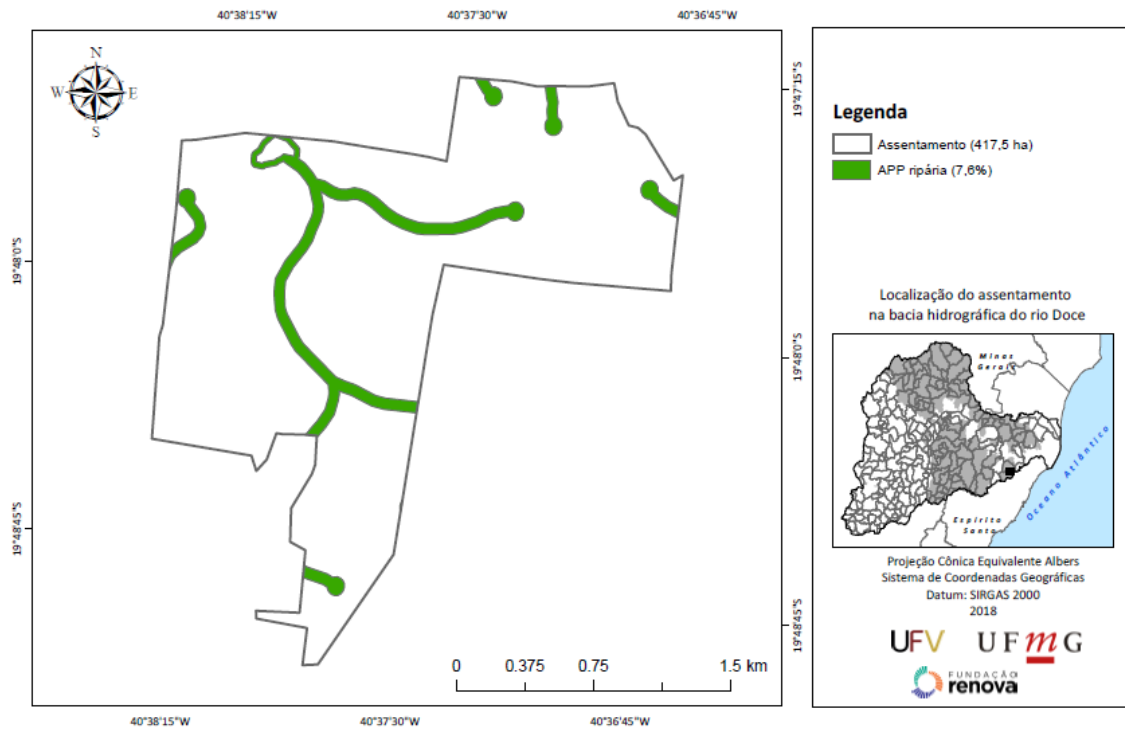 40°38'15"W
40°37'30"W
40°36'45"W
N
W
E
S
19°47'15"S
19°48'0"S
19°48'0"S
19°48'45"S
19°48'45"S
0
0.375
0.75
1.5 km
40°38'15"W
40°37'30"W
40°36'45"W
Legenda
Assentamento (417,5 ha)
APP ripária (7,6%)
Localização do assentamento
na bacia hidrográfica do rio Doce
Minas
Gerais
Oceano Atlântico
Espírito
Santo
Projeção Cônica Equivalente Albers
Sistema de Coordenadas Geográficas
Datum: SIRGAS 2000
2018
UFV
UFmG
FUNDAÇÃO
renova